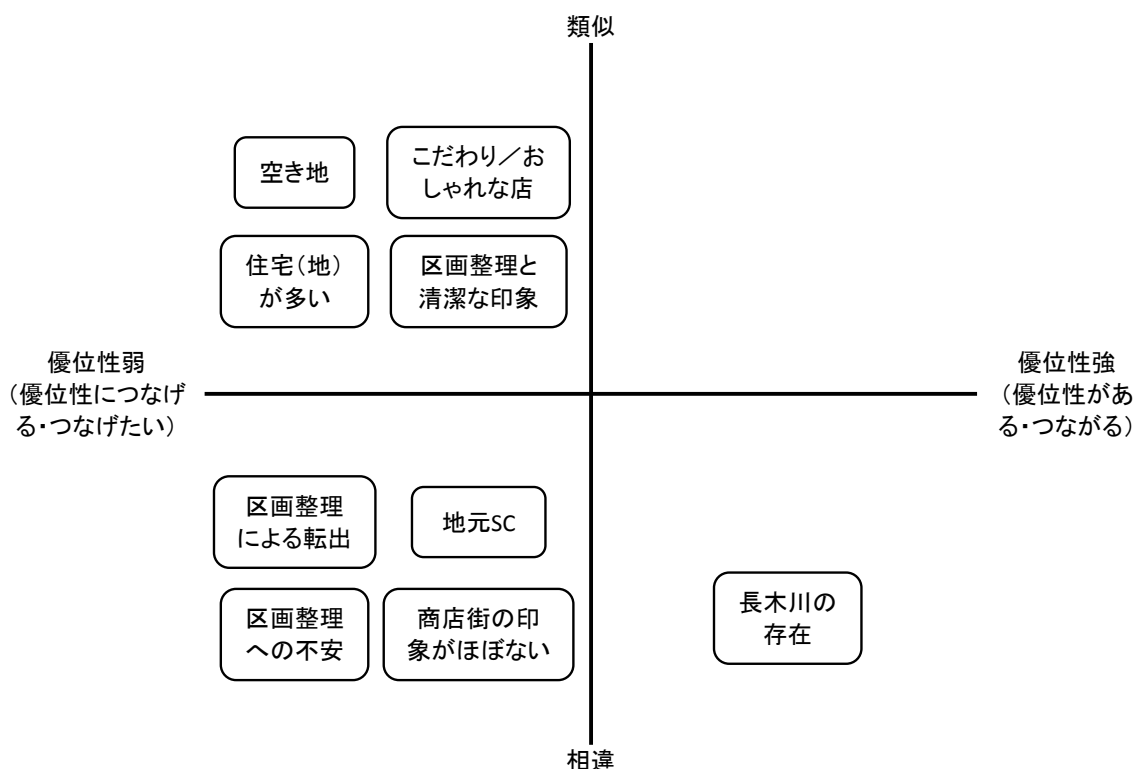 類似
空き地
こだわり／お
しゃれな店
住宅（地）
が多い
区画整理と
清潔な印象
優位性弱
（優位性につなげ
る・つなげたい）
優位性強
（優位性があ
る・つながる）
区画整理
による転出
地元SC
区画整理
への不安
商店街の印
象がほぼない
長木川の
存在
相違